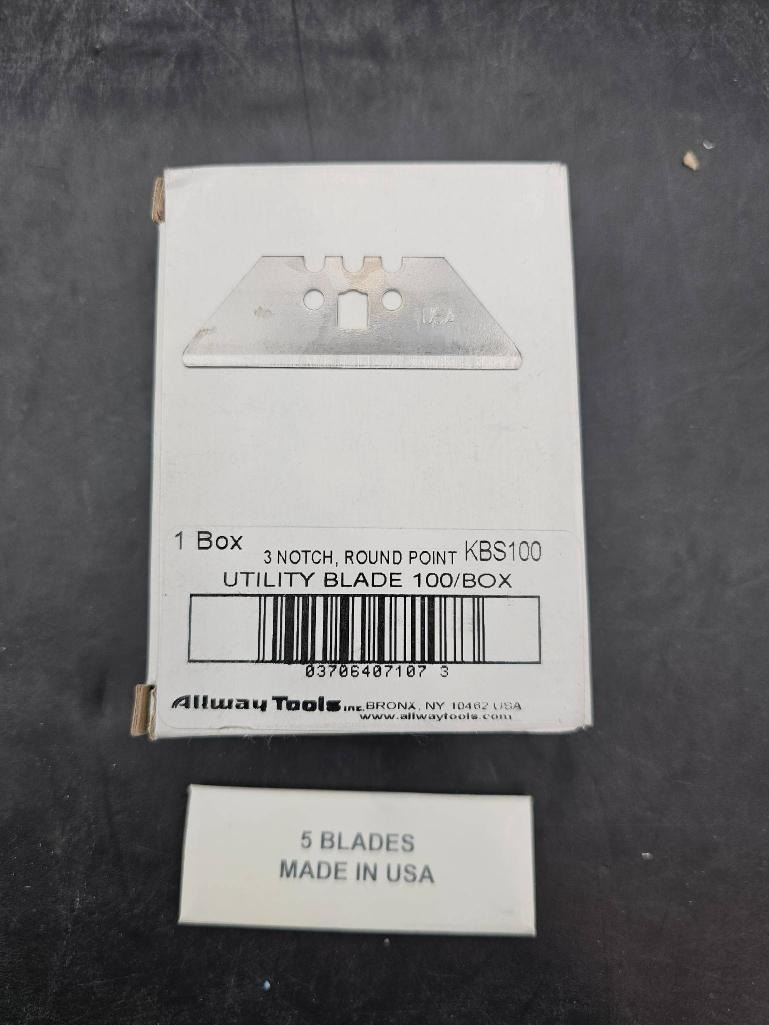 USA
1 Box
3 NOTCH, ROUND POINT KBS100
UTILITY BLADE 100/BOX
03706407107 3
Allway Tools inc. BRONX, NY 10462 USA
www.allwaytools.com
5 BLADES
MADE IN USA